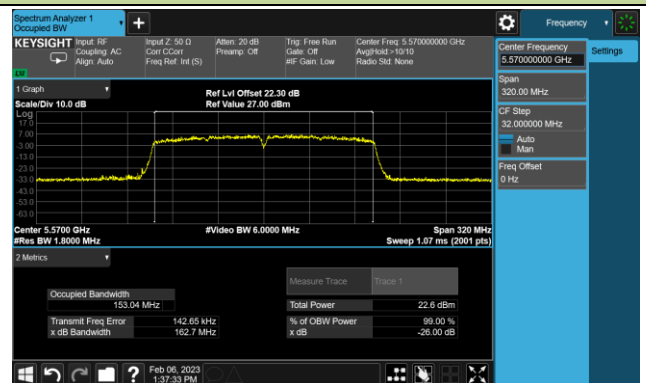 Spectrum Analyzer 1
Occupied BW
Frequency
KEYSIGHT
Input: RF
Coupling: AC
Align: Auto
Input Z: 50 Ω
Corr CCorr
Freq Ref: Int (S)
Atten: 20 dB
Preamp: Off
Trig: Free Run
Gate: Off
#IF Gain: Low
Center Freq: 5.570000000 GHz
Avg|Hold:>10/10
Radio Std: None
Center Frequency
5.570000000 GHz
Settings
Span
320.00 MHz
CF Step
32.000000 MHz
Auto
Man
Freq Offset
0 Hz
1 Graph
Scale/Div 10.0 dB
Ref Lvl Offset 22.30 dB
Ref Value 27.00 dBm
Log
17.0
7.00
-3.00
-13.0
-23.0
-33.0
-43.0
-53.0
-63.0
Center 5.5700 GHz
#Res BW 1.8000 MHz
#Video BW 6.0000 MHz
Span 320 MHz
Sweep 1.07 ms (2001 pts)
2 Metrics
Measure Trace
Trace 1
Occupied Bandwidth
153.04 MHz
Total Power
22.6 dBm
Transmit Freq Error
142.65 kHz
% of OBW Power
99.00 %
x dB Bandwidth
162.7 MHz
x dB
-26.00 dB
Feb 06, 2023
1:37:33 PM